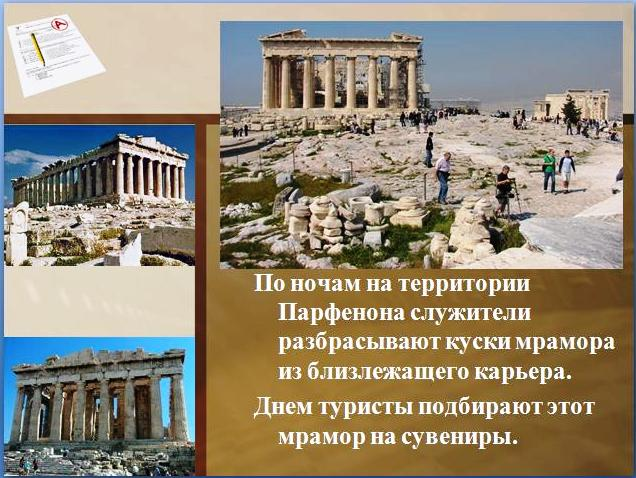 По ночам на территории
Парфенона служители
разбрасывают куски мрамора
из близлежащего карьера.
Днем туристы подбирают этот
мрамор на сувениры.